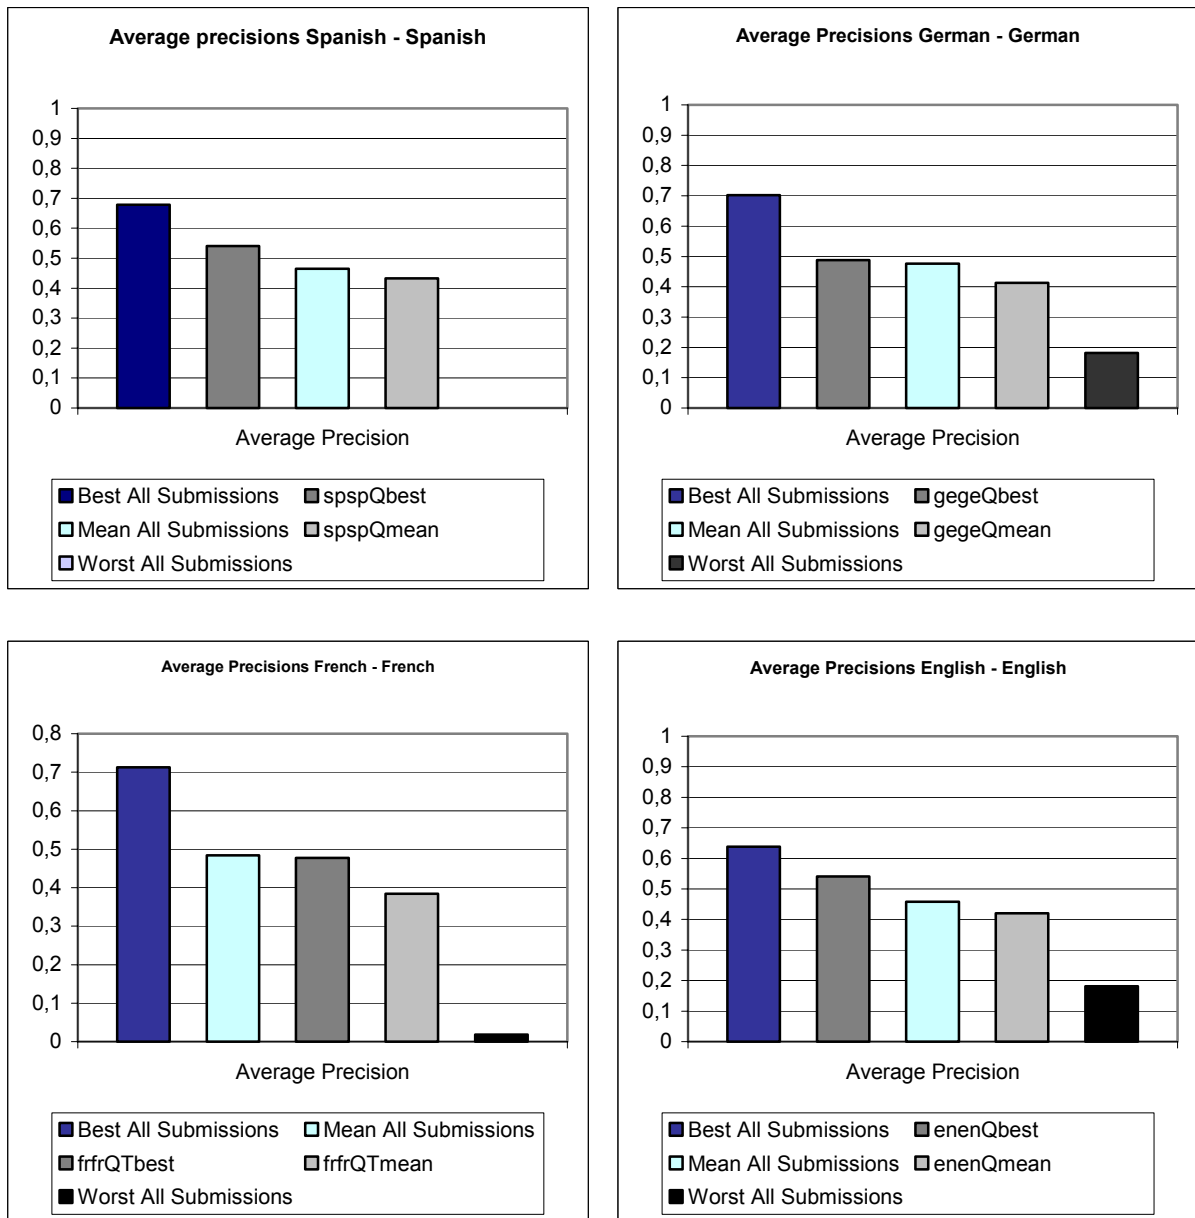 Average precisions Spanish - Spanish
1
0,9
0,8
0,7
0,6
0,5
0,4
0,3
0,2
0,1
0
Average Precision
Best All Submissions spspQbest
Mean All Submissions spspQmean
Worst All Submissions
Average Precisions German - German
1
0,9
0,8
0,7
0,6
0,5
0,4
0,3
0,2
0,1
0
Average Precision
Best All Submissions gegeQbest
Mean All Submissions gegeQmean
Worst All Submissions
Average Precisions French - French
0,8
0,7
0,6
0,5
0,4
0,3
0,2
0,1
0
Average Precision
Best All Submissions Mean All Submissions
frfrQTbest frfrQTmean
Worst All Submissions
Average Precisions English - English
1
0,9
0,8
0,7
0,6
0,5
0,4
0,3
0,2
0,1
0
Average Precision
Best All Submissions enenQbest
Mean All Submissions enenQmean
Worst All Submissions